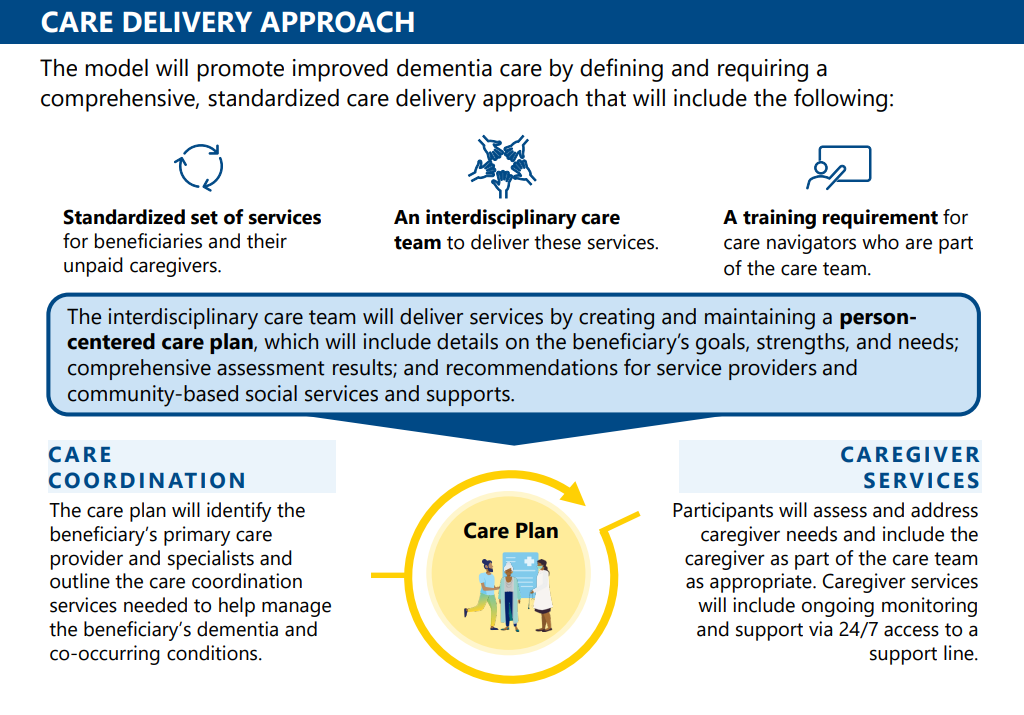 CARE DELIVERY APPROACH
The model will promote improved dementia care by defining and requiring a
comprehensive, standardized care delivery approach that will include the following:
Standardized set of services
for beneficiaries and their
unpaid caregivers.
An interdisciplinary care
team to deliver these services.
A training requirement for
care navigators who are part
of the care team.
The interdisciplinary care team will deliver services by creating and maintaining a person-
centered care plan, which will include details on the beneficiary's goals, strengths, and needs;
comprehensive assessment results; and recommendations for service providers and
community-based social services and supports.
CARE
COORDINATION
The care plan will identify the
beneficiary's primary care
provider and specialists and
outline the care coordination
services needed to help manage
the beneficiary's dementia and
co-occurring conditions.
Care Plan
CAREGIVER
SERVICES
Participants will assess and address
caregiver needs and include the
caregiver as part of the care team
as appropriate. Caregiver services
will include ongoing monitoring
and support via 24/7 access to a
support line.